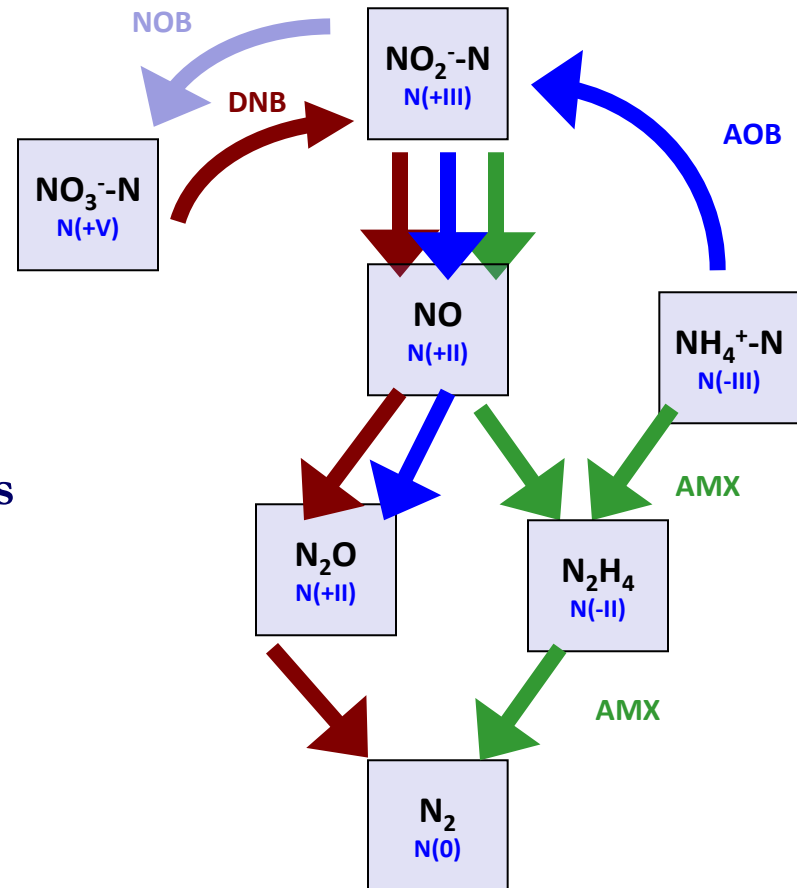 NOB
NO₂⁻-N
N(+III)
DNB
AOB
NO₃⁻-N
N(+V)
NO
N(+II)
NH₄⁺-N
N(-III)
s
AMX
N₂O
N(+II)
N₂H₄
N(-II)
AMX
N₂
N(0)